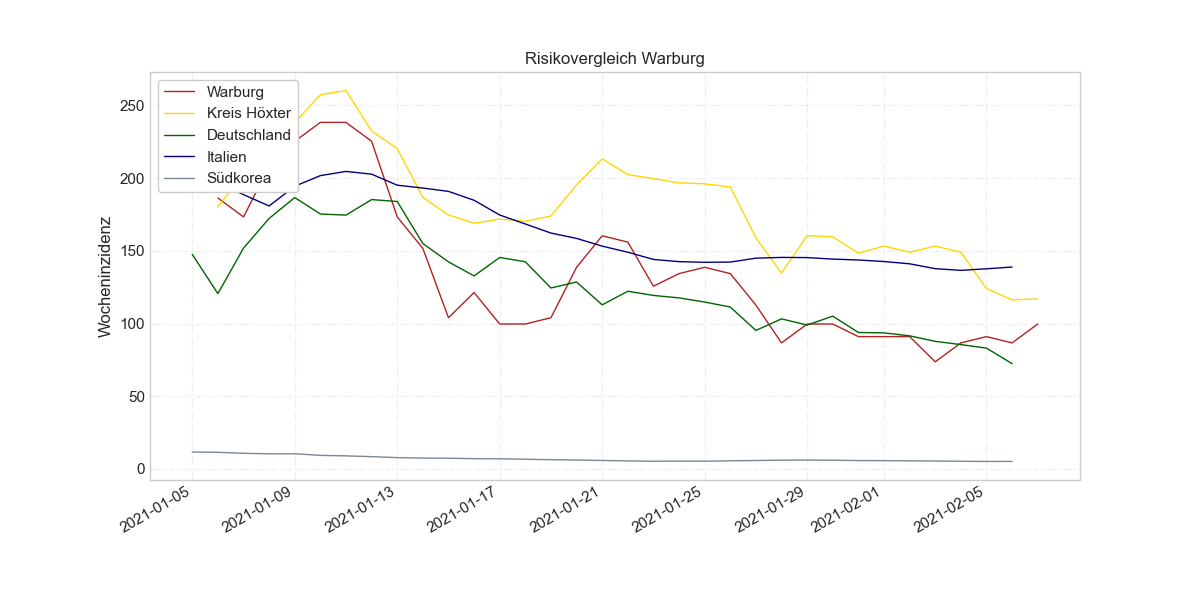 Risikovergleich Warburg
Warburg
Kreis Höxter
Deutschland
Italien
Südkorea
Wocheninzidenz
250
200
150
100
50
0
2021-01-05
2021-01-09
2021-01-13
2021-01-17
2021-01-21
2021-01-25
2021-01-29
2021-02-01
2021-02-05